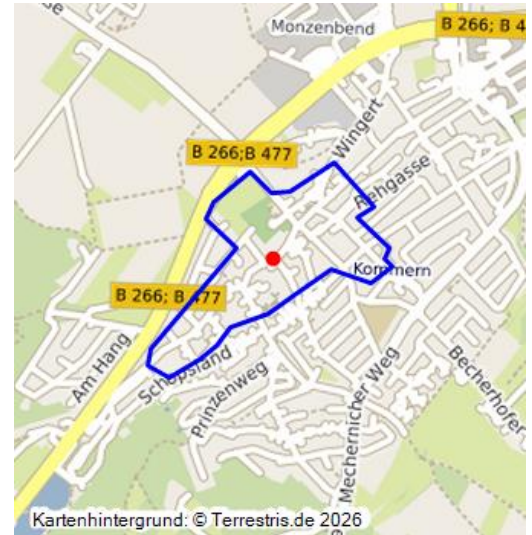 Monzenbend
B 266; B 4
B 266;B 477
Wingert
Rehgasse
Kommern
B 266; B 477
Am Hang
Schopsland
Prinzenweg
Mechernicher Weg
Becherhofer
Kartenhintergrund: © Terrestris.de 2026